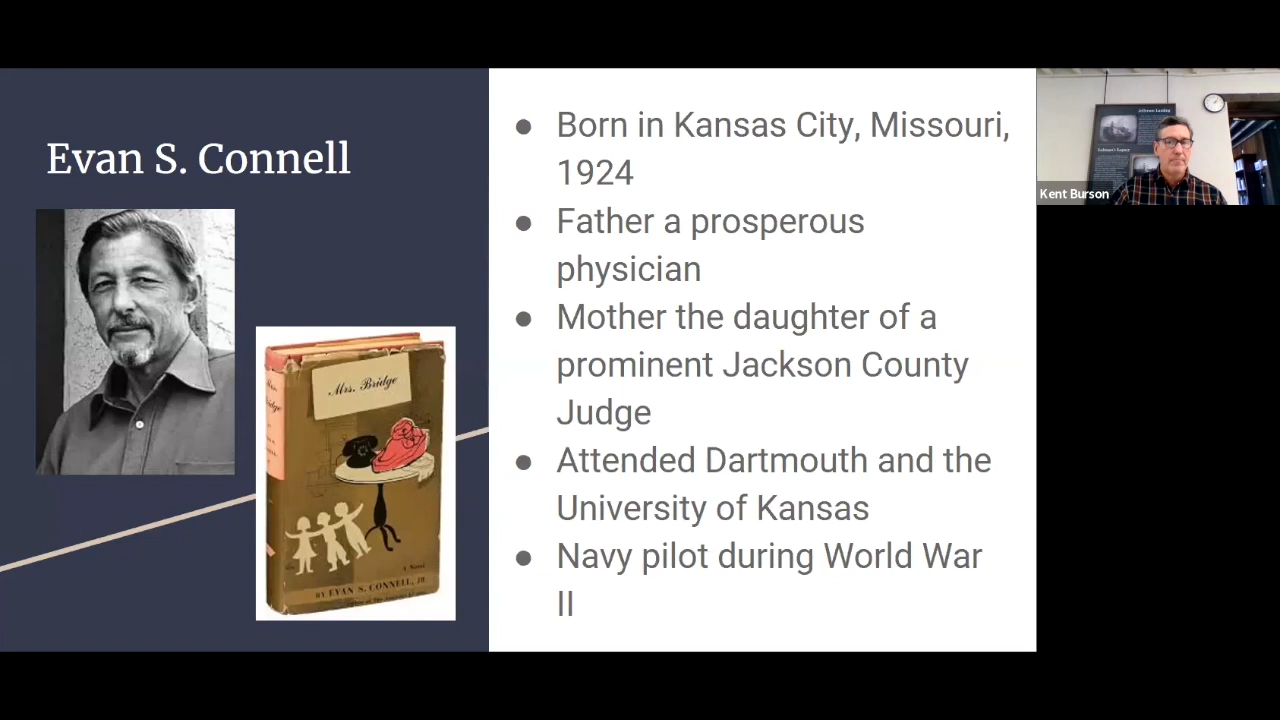 Evan S. Connell
Mrs. Bridge
A Novel
BY EVAN S. CONNELL, JR.
● Born in Kansas City, Missouri,
1924
● Father a prosperous
physician
● Mother the daughter of a
prominent Jackson County
Judge
● Attended Dartmouth and the
University of Kansas
● Navy pilot during World War
II
Kent Burson